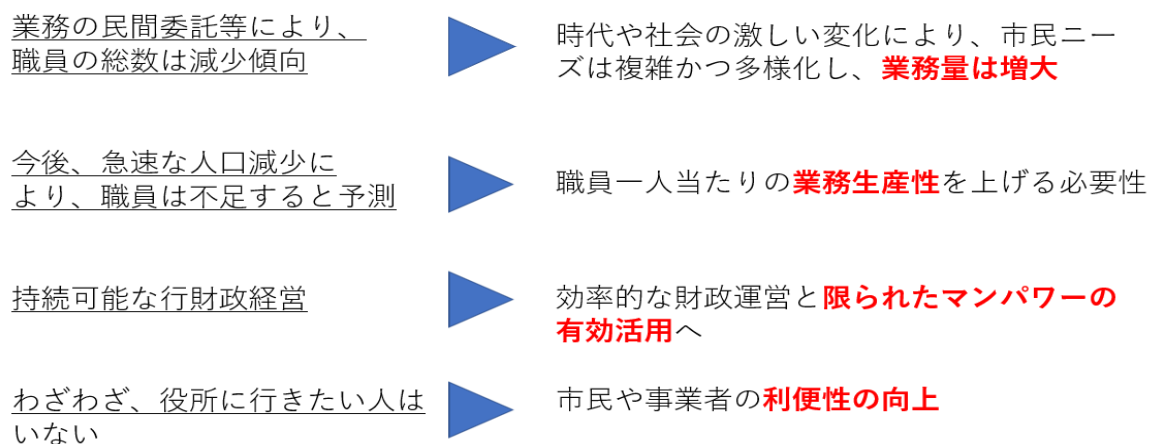 業務の民間委託等により、
職員の総数は減少傾向
時代や社会の激しい変化により、市民ニー
ズは複雑かつ多様化し、業務量は増大
今後、急速な人口減少に
より、職員は不足すると予測
職員一人当たりの業務生産性を上げる必要性
持続可能な行財政経営
効率的な財政運営と限られたマンパワーの
有効活用へ
わざわざ、役所に行きたい人は
いない
市民や事業者の利便性の向上